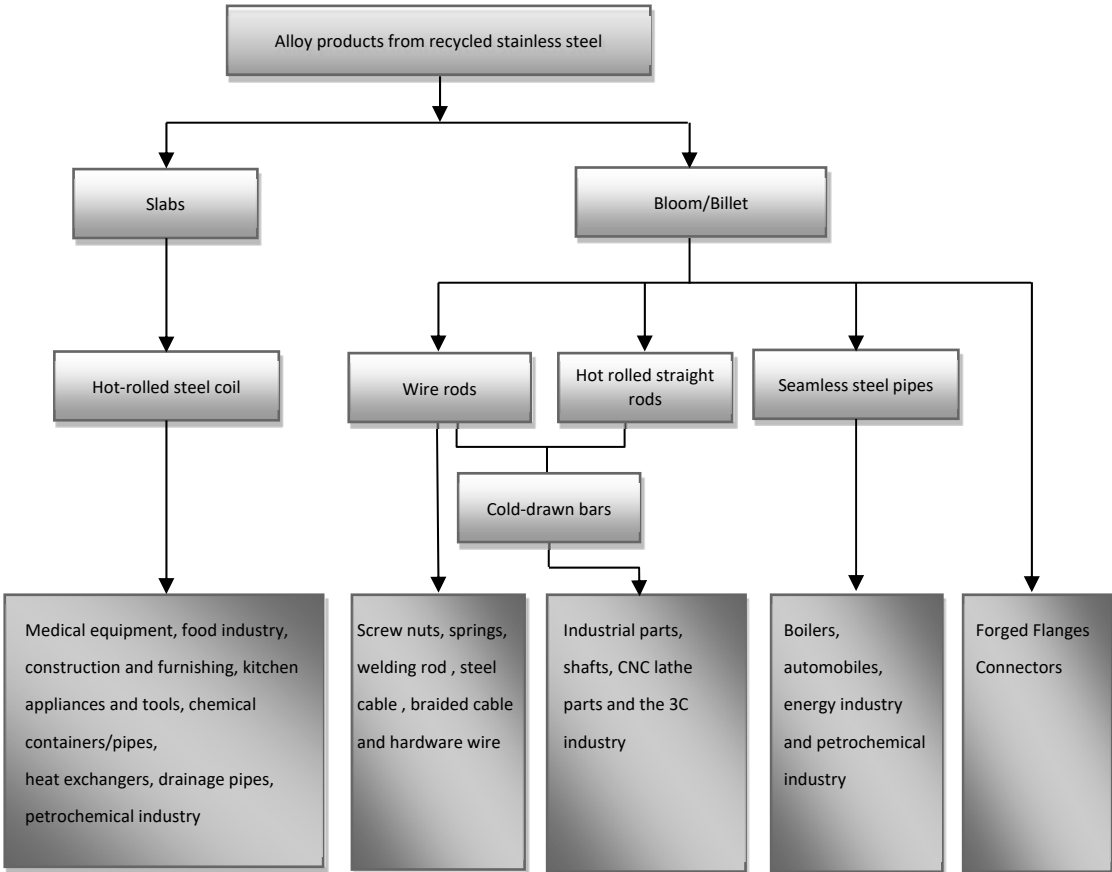 Alloy products from recycled stainless steel
Slabs
Bloom/Billet
Hot-rolled steel coil
Wire rods
Hot rolled straight
rods
Seamless steel pipes
Cold-drawn bars
Medical equipment, food industry,
construction and furnishing, kitchen
appliances and tools, chemical
containers/pipes,
heat exchangers, drainage pipes,
petrochemical industry
Screw nuts, springs,
welding rod , steel
cable , braided cable
and hardware wire
Industrial parts,
shafts, CNC lathe
parts and the 3C
industry
Boilers,
automobiles,
energy industry
and petrochemical
industry
Forged Flanges
Connectors